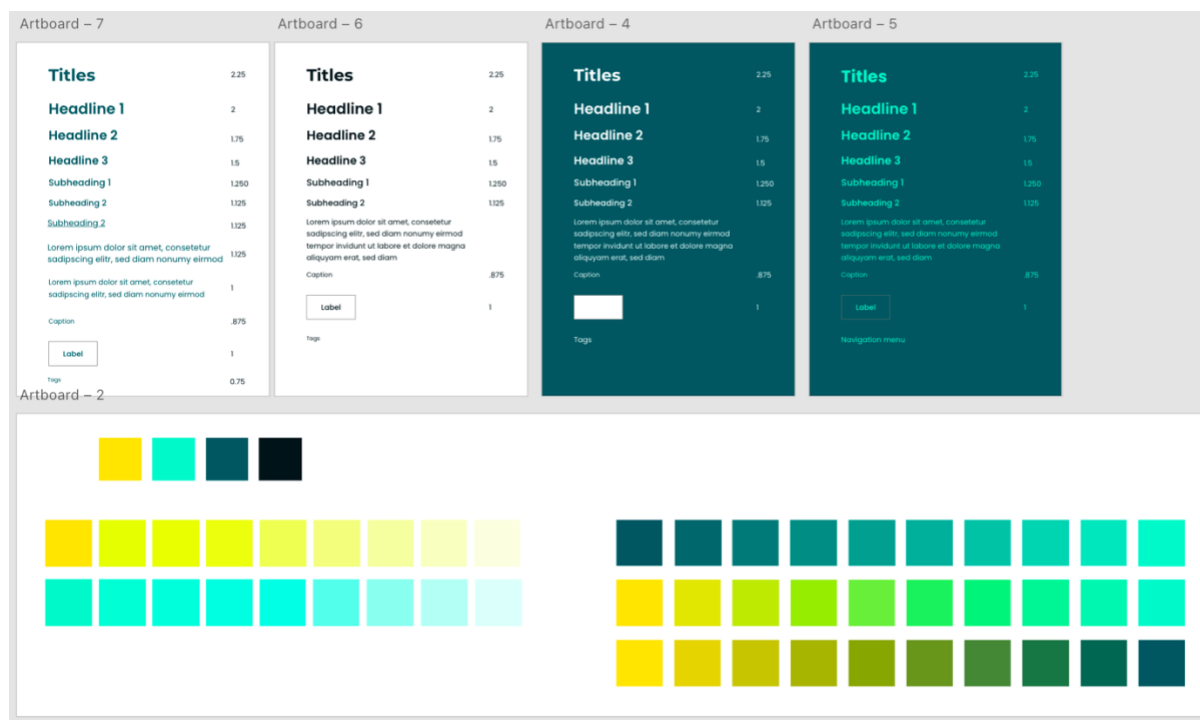 Artboard – 7
Titles 2.25
Headline 1 2
Headline 2 1.75
Headline 3 1.5
Subheading 1 1.250
Subheading 2 1.125
Subheading 2 1.125
Lorem ipsum dolor sit amet, consetetur
sadipscing elitr, sed diam nonumy eirmod 1.125
Lorem ipsum dolor sit amet, consetetur
sadipscing elitr, sed diam nonumy eirmod 1
Caption .875
Label 1
Tags 0.75
Artboard – 6
Titles 2.25
Headline 1 2
Headline 2 1.75
Headline 3 1.5
Subheading 1 1.250
Subheading 2 1.125
Lorem ipsum dolor sit amet, consetetur
sadipscing elitr, sed diam nonumy eirmod
tempor invidunt ut labore et dolore magna
aliquyam erat, sed diam
Caption .875
Label 1
Tags
Artboard – 4
Titles 2.25
Headline 1 2
Headline 2 1.75
Headline 3 1.5
Subheading 1 1.250
Subheading 2 1.125
Lorem ipsum dolor sit amet, consetetur
sadipscing elitr, sed diam nonumy eirmod
tempor invidunt ut labore et dolore magna
aliquyam erat, sed diam
Caption .875
1
Tags
Artboard – 5
Titles 2.25
Headline 1 2
Headline 2 1.75
Headline 3 1.5
Subheading 1 1.250
Subheading 2 1.125
Lorem ipsum dolor sit amet, consetetur
sadipscing elitr, sed diam nonumy eirmod
tempor invidunt ut labore et dolore magna
aliquyam erat, sed diam
Caption .875
Label 1
Navigation menu
Artboard – 2